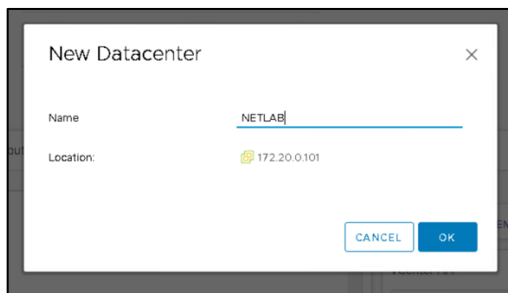 New Datacenter
Name
NETLAB
Location:
172.20.0.101
CANCEL
OK